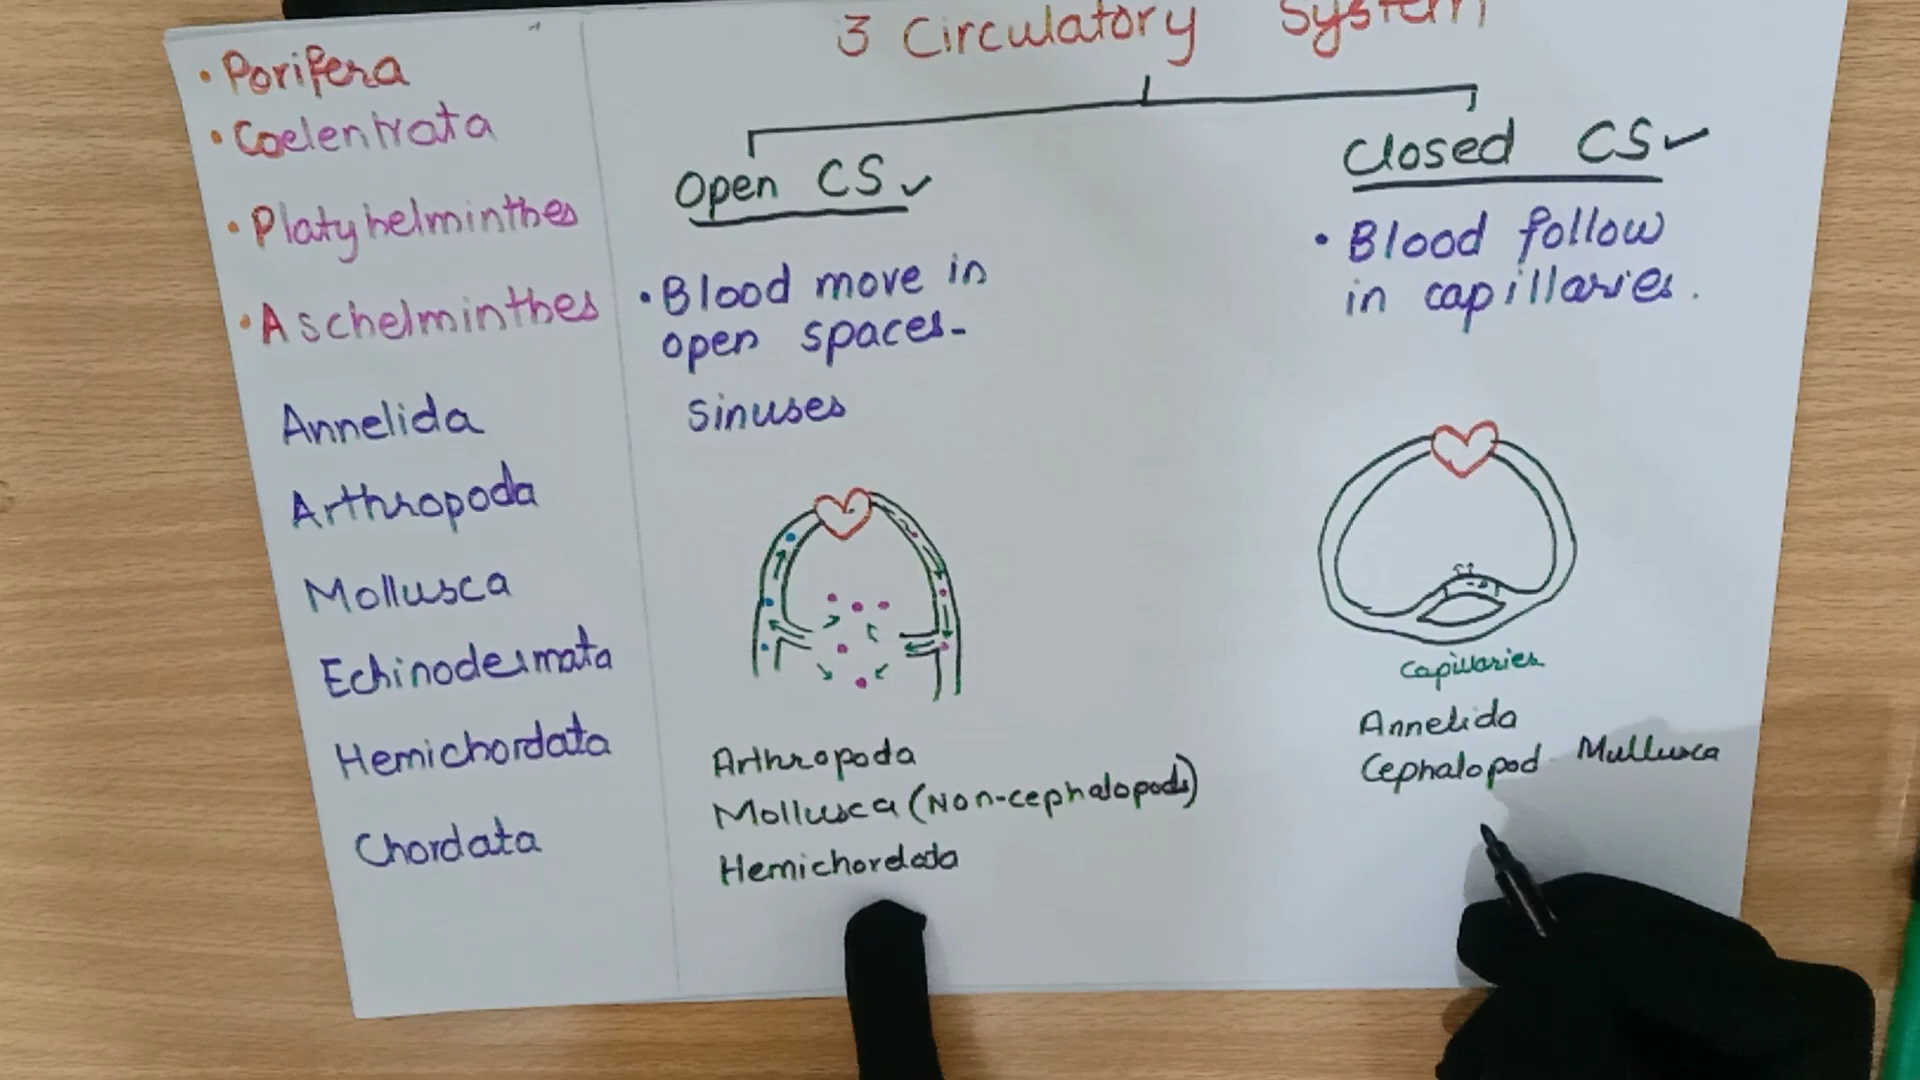 3 Circulatory System
• Porifera
• Coelentrata
• Platyhelminthes
• Aschelminthes
Annelida
Arthropoda
Mollusca
Echinodermata
Hemichordata
Chordata
Open CS ✓
• Blood move in
open spaces-
sinuses
Arthropoda
Mollusca (Non-cephalopods)
Hemichordata
Closed CS ✓
• Blood follow
in capillaries.
Capillaries
Annelida
Cephalopod - Mullusca